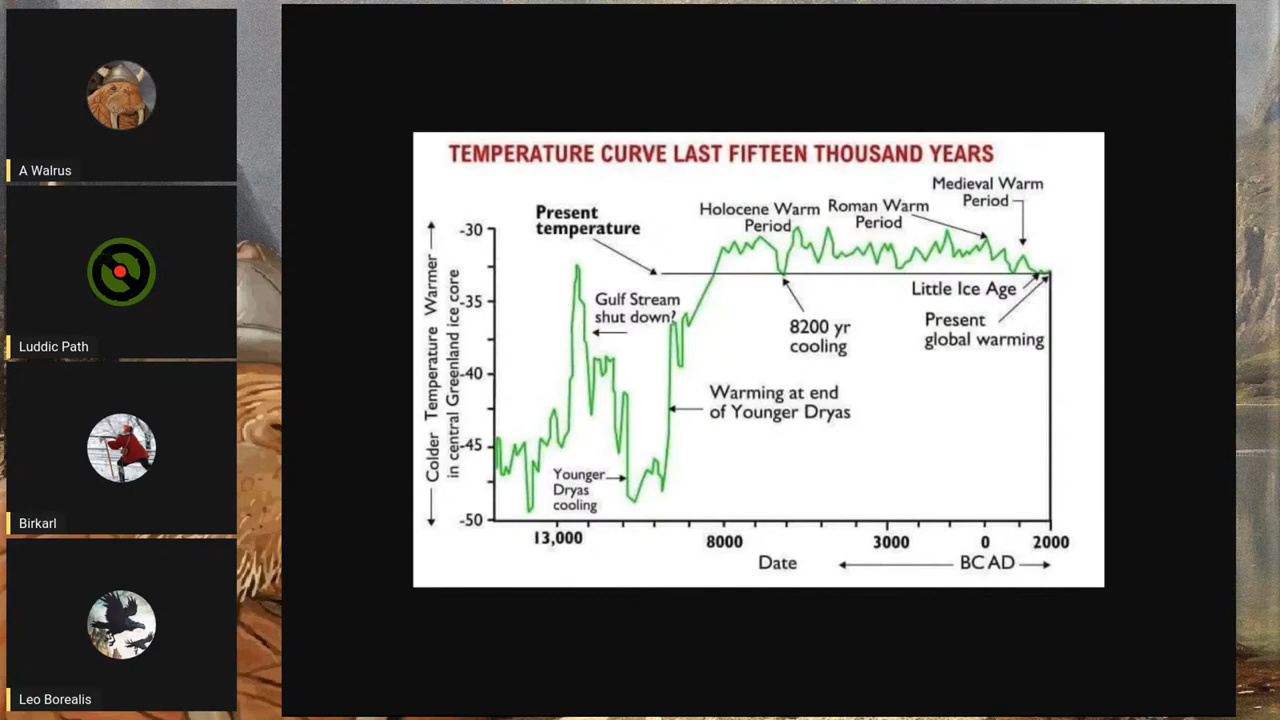 A Walrus
Luddic Path
Birkarl
Leo Borealis
TEMPERATURE CURVE LAST FIFTEEN THOUSAND YEARS
Colder Temperature Warmer
in central Greenland ice core
-30
-35
-40
-45
-50
Present
temperature
Holocene Warm
Period
Roman Warm
Period
Medieval Warm
Period
Gulf Stream
shut down?
8200 yr
cooling
Little Ice Age
Present
global warming
Warming at end
of Younger Dryas
Younger
Dryas
cooling
13,000
8000
3000
0
2000
Date
BC AD